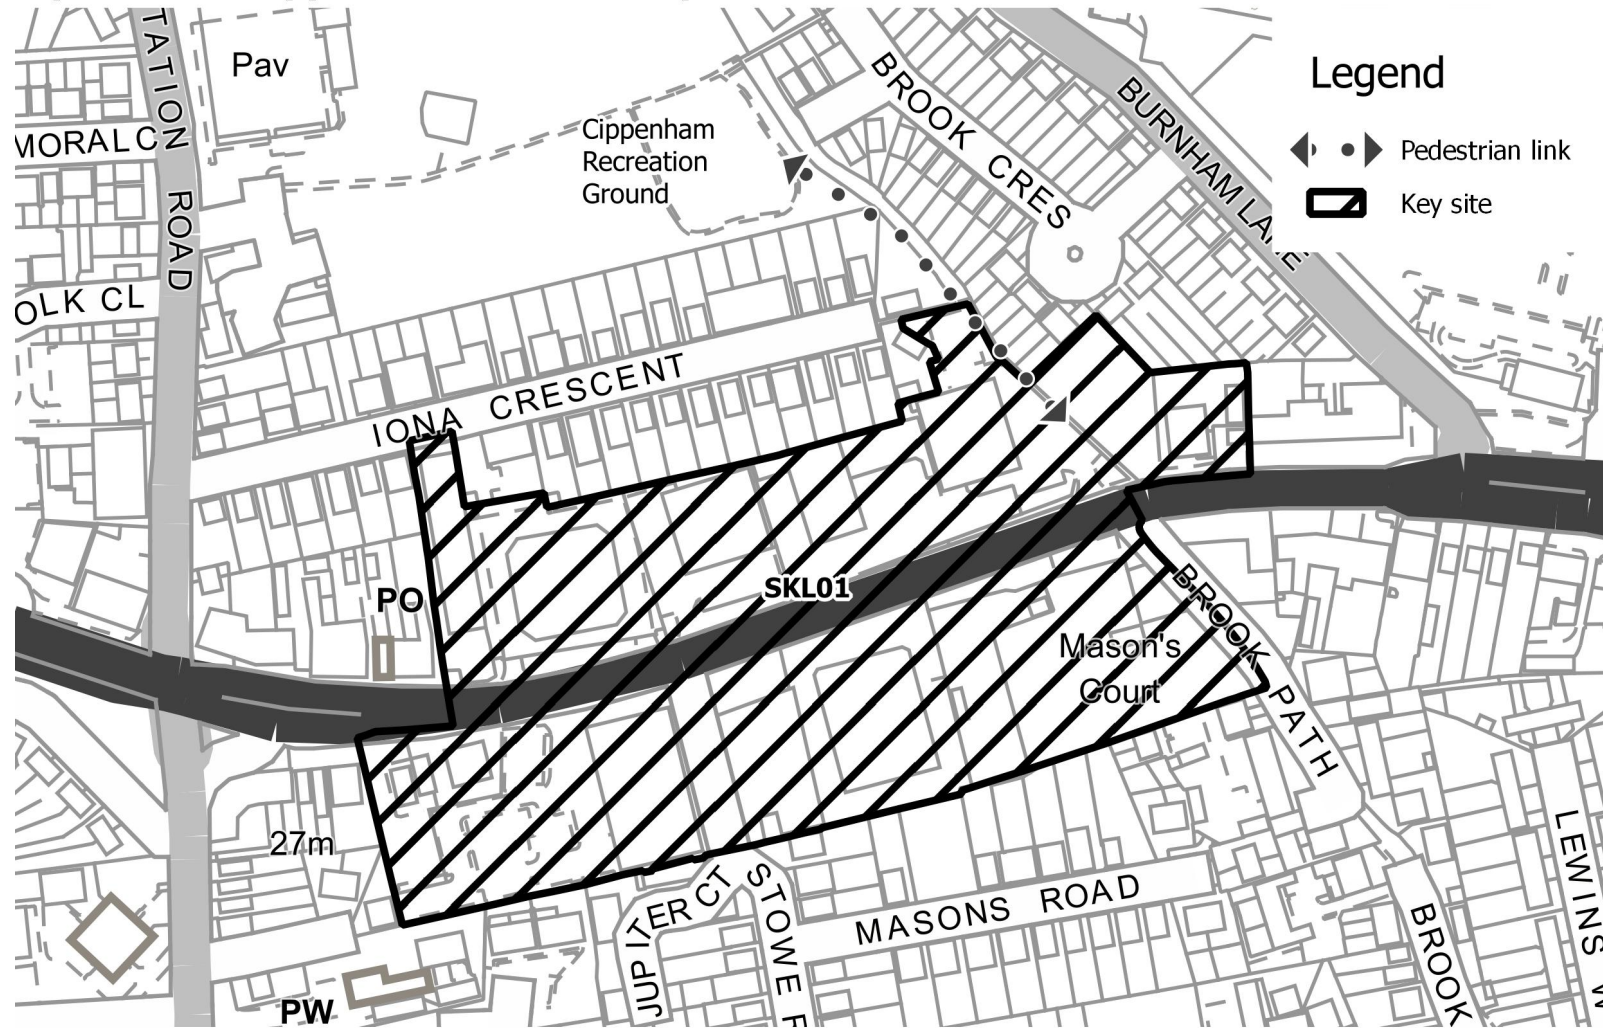 TATION ROAD
Pav
MORAL C
OLK CL
Cippenham
Recreation
Ground
BROOK CRES
BURNHAM LANE
Legend
Pedestrian link
Key site
IONA CRESCENT
PO
SKL01
Mason's
Court
BROOK PATH
27m
JUPITER CT
STOWE R
MASONS ROAD
BROOK
LEWINS W
PW